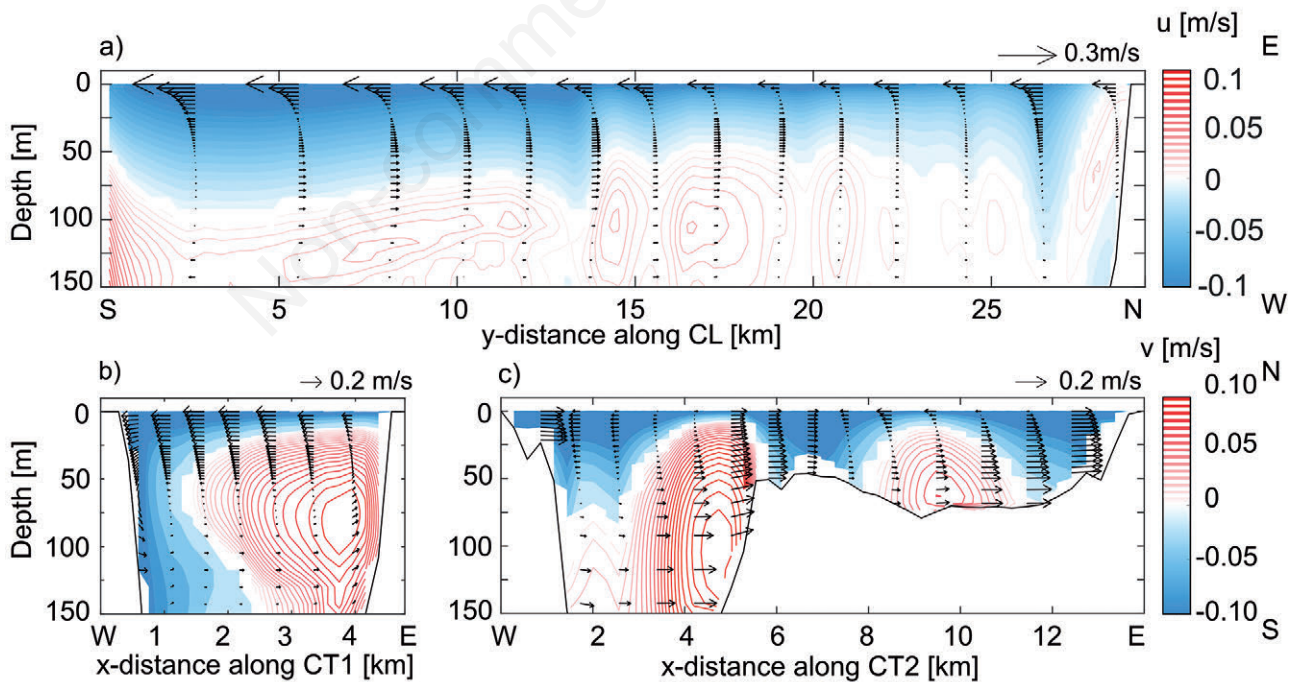 a)
0.3m/s
u [m/s]
E
0.1
0.05
0
-0.05
-0.1
W
Depth [m]
0
50
100
150
S
5
10
15
20
25
N
y-distance along CL [km]
Non-comme
b)
0.2 m/s
Depth [m]
0
50
100
150
W
1
2
3
4
E
x-distance along CT1 [km]
c)
0.2 m/s
0
50
100
150
W
2
4
6
8
10
12
E
x-distance along CT2 [km]
v [m/s]
N
0.10
0.05
0
-0.05
-0.10
S